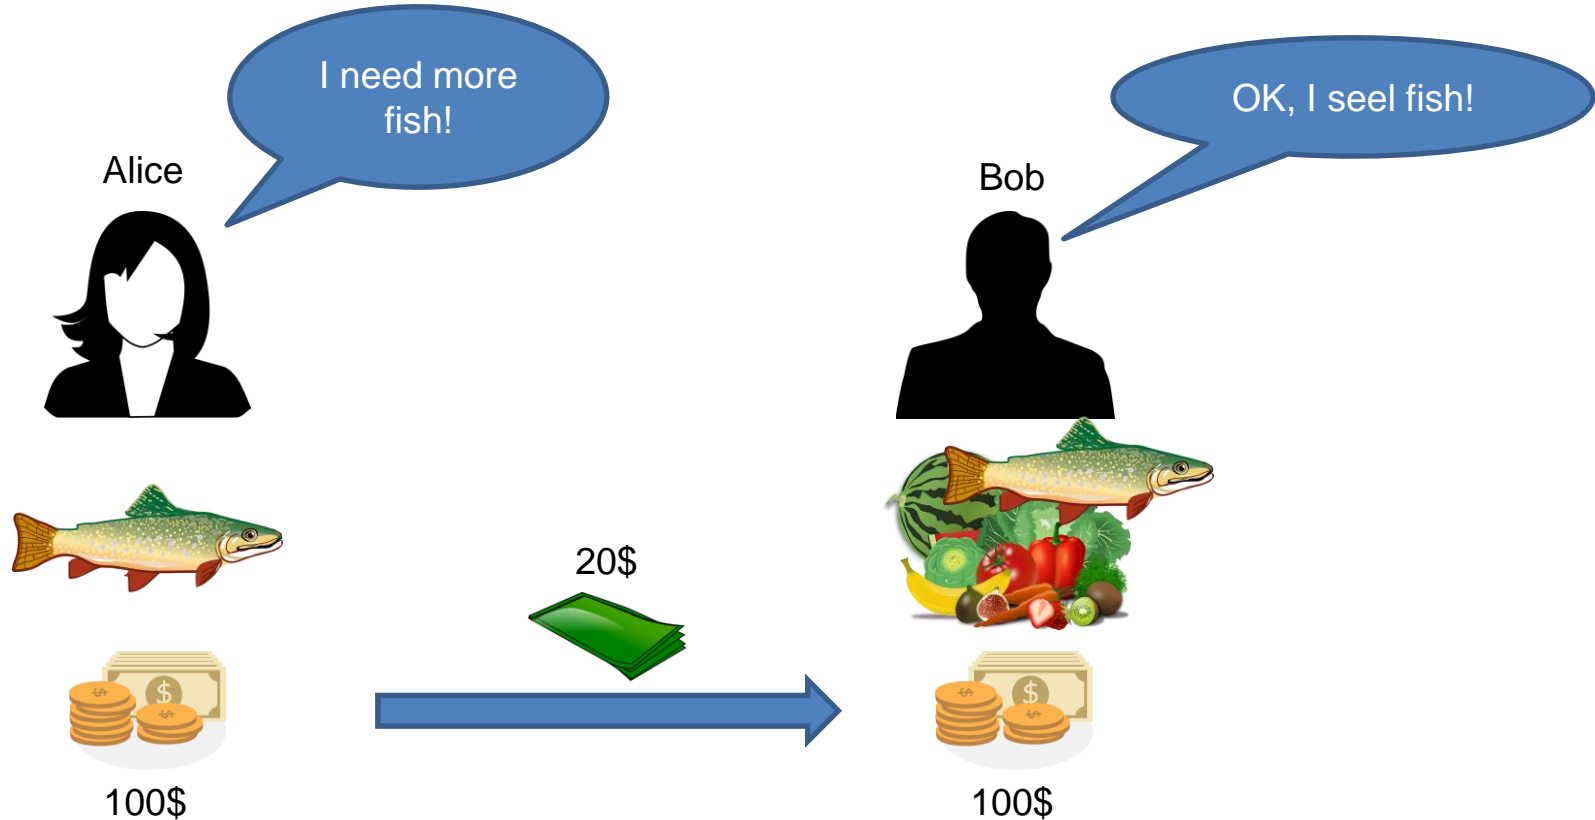 I need more
fish!
OK, I seel fish!
Alice
Bob
20$
$
$
100$
100$